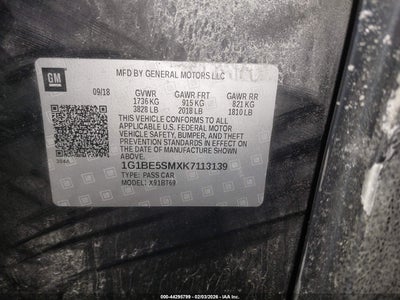 MFD BY GENERAL MOTORS LLC
GM
09/18 GVWR GAWR FRT GAWR RR
1736 KG 915 KG 821 KG
3828 LB 2018 LB 1810 LB
THIS VEHICLE CONFORMS TO ALL
APPLICABLE U.S. FEDERAL MOTOR
VEHICLE SAFETY, BUMPER, AND THEFT
PREVENTION STANDARDS IN EFFECT ON
THE DATE OF MANUFACTURE SHOWN
ABOVE.
1G1BE5SMXK7113139
TYPE: PASS CAR
MODEL: X91BT69
000-44295799 - 02/03/2026 - IAA Inc.